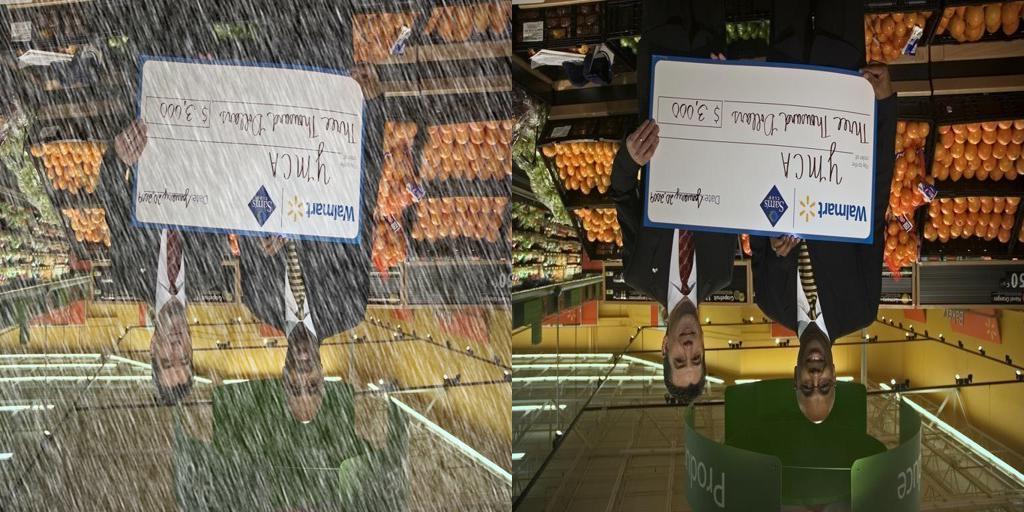 Walmart
Sam's
CLUB
Date: January 20, 2009
Pay to the
order of:
YMCA
Three Thousand Dollars
$ 3,000
Walmart
Sam's
CLUB
Date: January 20, 2009
Pay to the
order of:
YMCA
Three Thousand Dollars
$ 3,000
Produce